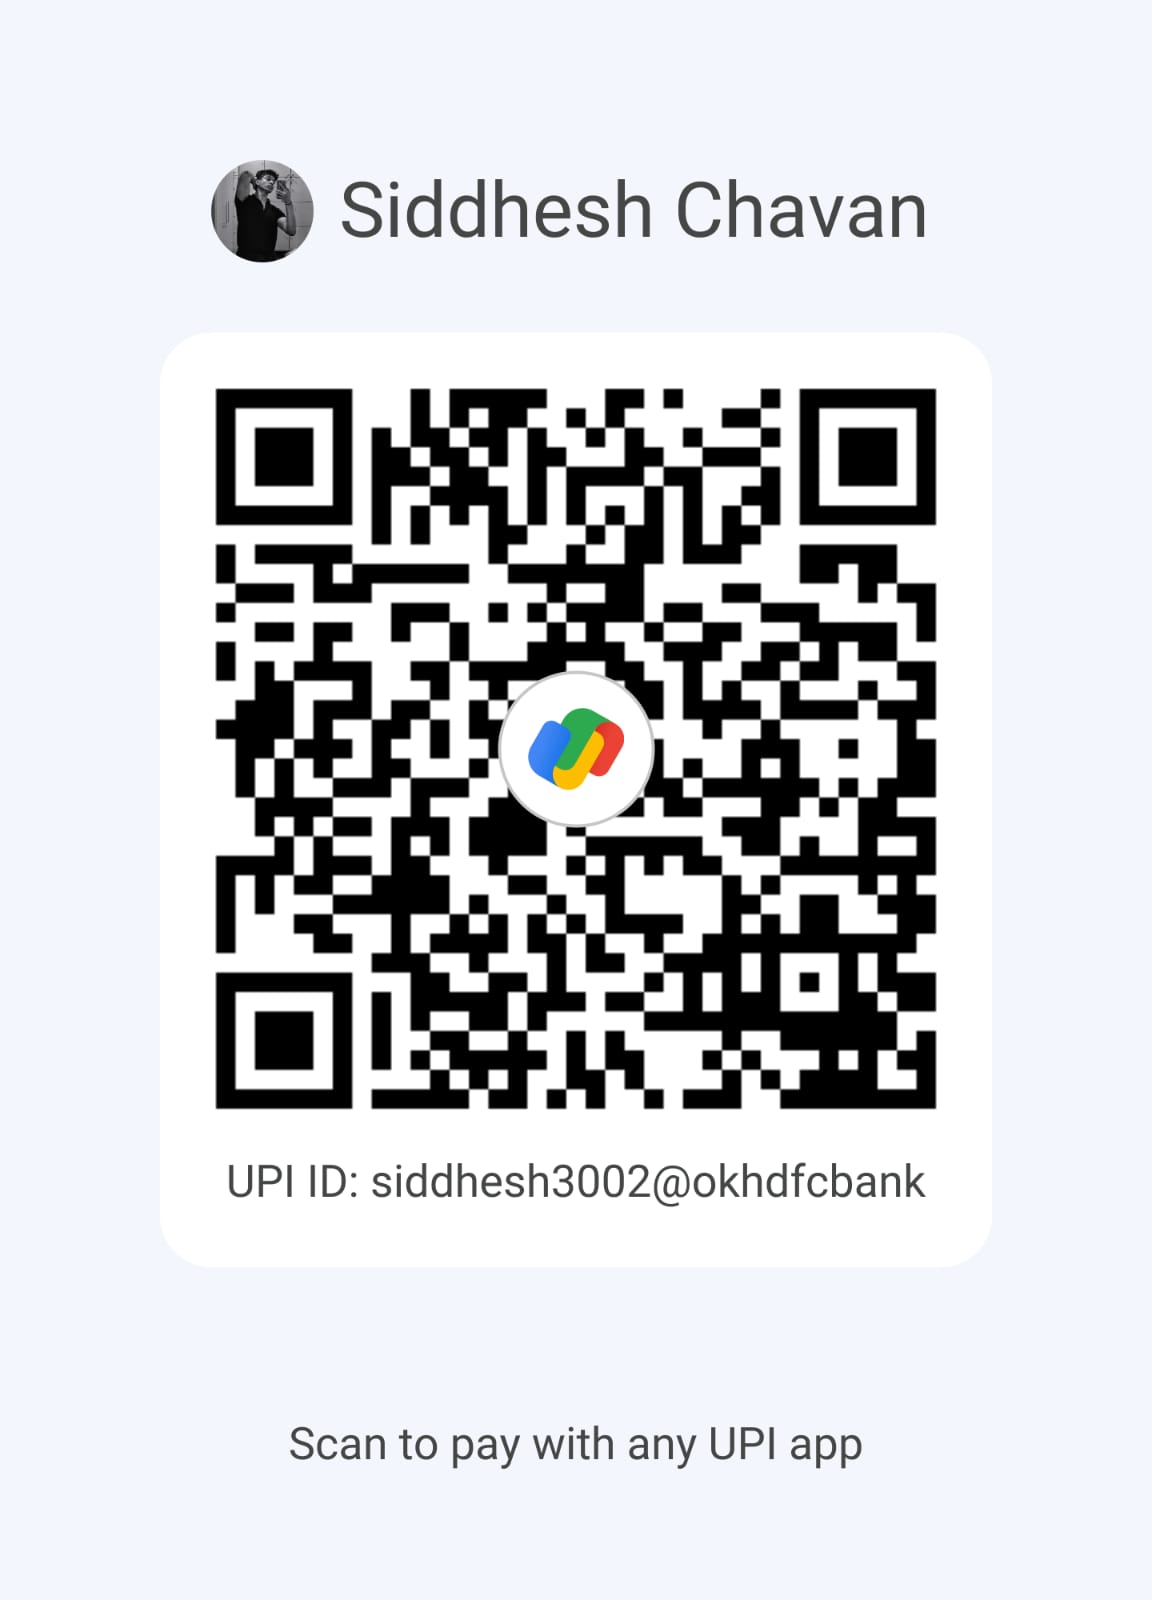 Siddhesh Chavan
UPI ID: siddhesh3002@okhdfcbank
Scan to pay with any UPI app